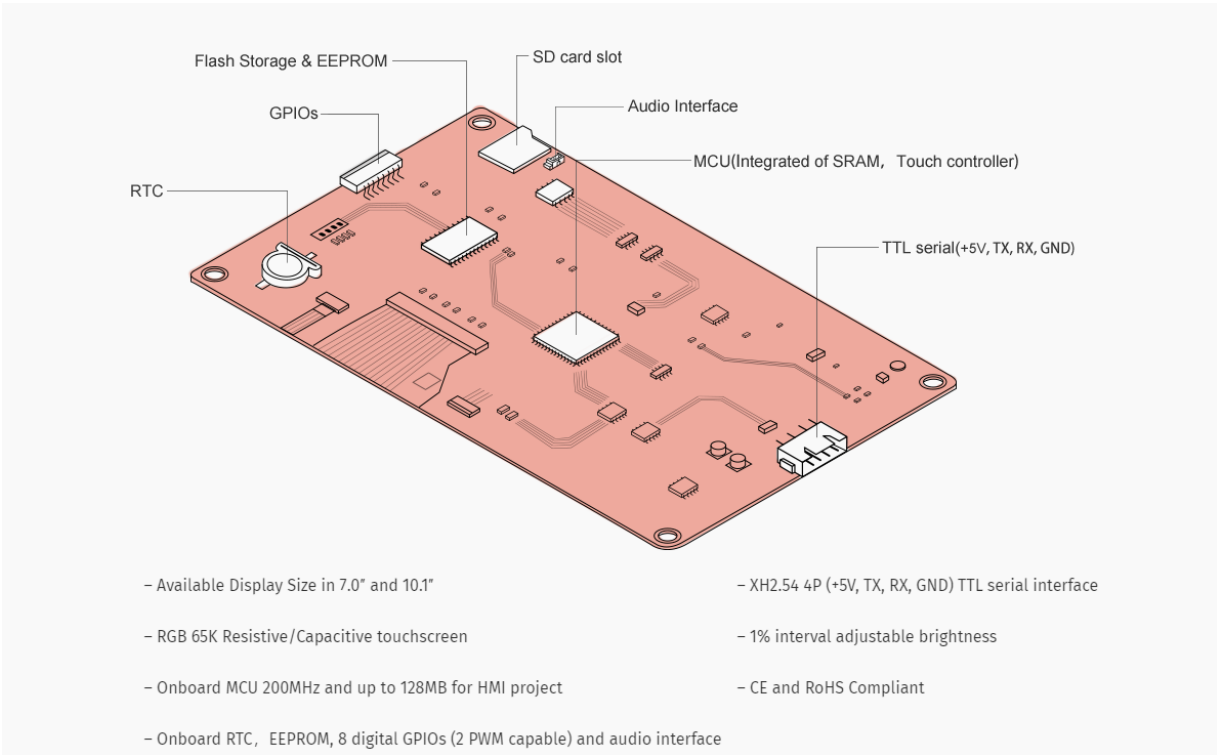 Flash Storage & EEPROM
SD card slot
GPIOs
Audio Interface
MCU(Integrated of SRAM, Touch controller)
RTC
TTL serial(+5V, TX, RX, GND)
– Available Display Size in 7.0″ and 10.1″
– RGB 65K Resistive/Capacitive touchscreen
– Onboard MCU 200MHz and up to 128MB for HMI project
– Onboard RTC, EEPROM, 8 digital GPIOs (2 PWM capable) and audio interface
– XH2.54 4P (+5V, TX, RX, GND) TTL serial interface
– 1% interval adjustable brightness
– CE and RoHS Compliant